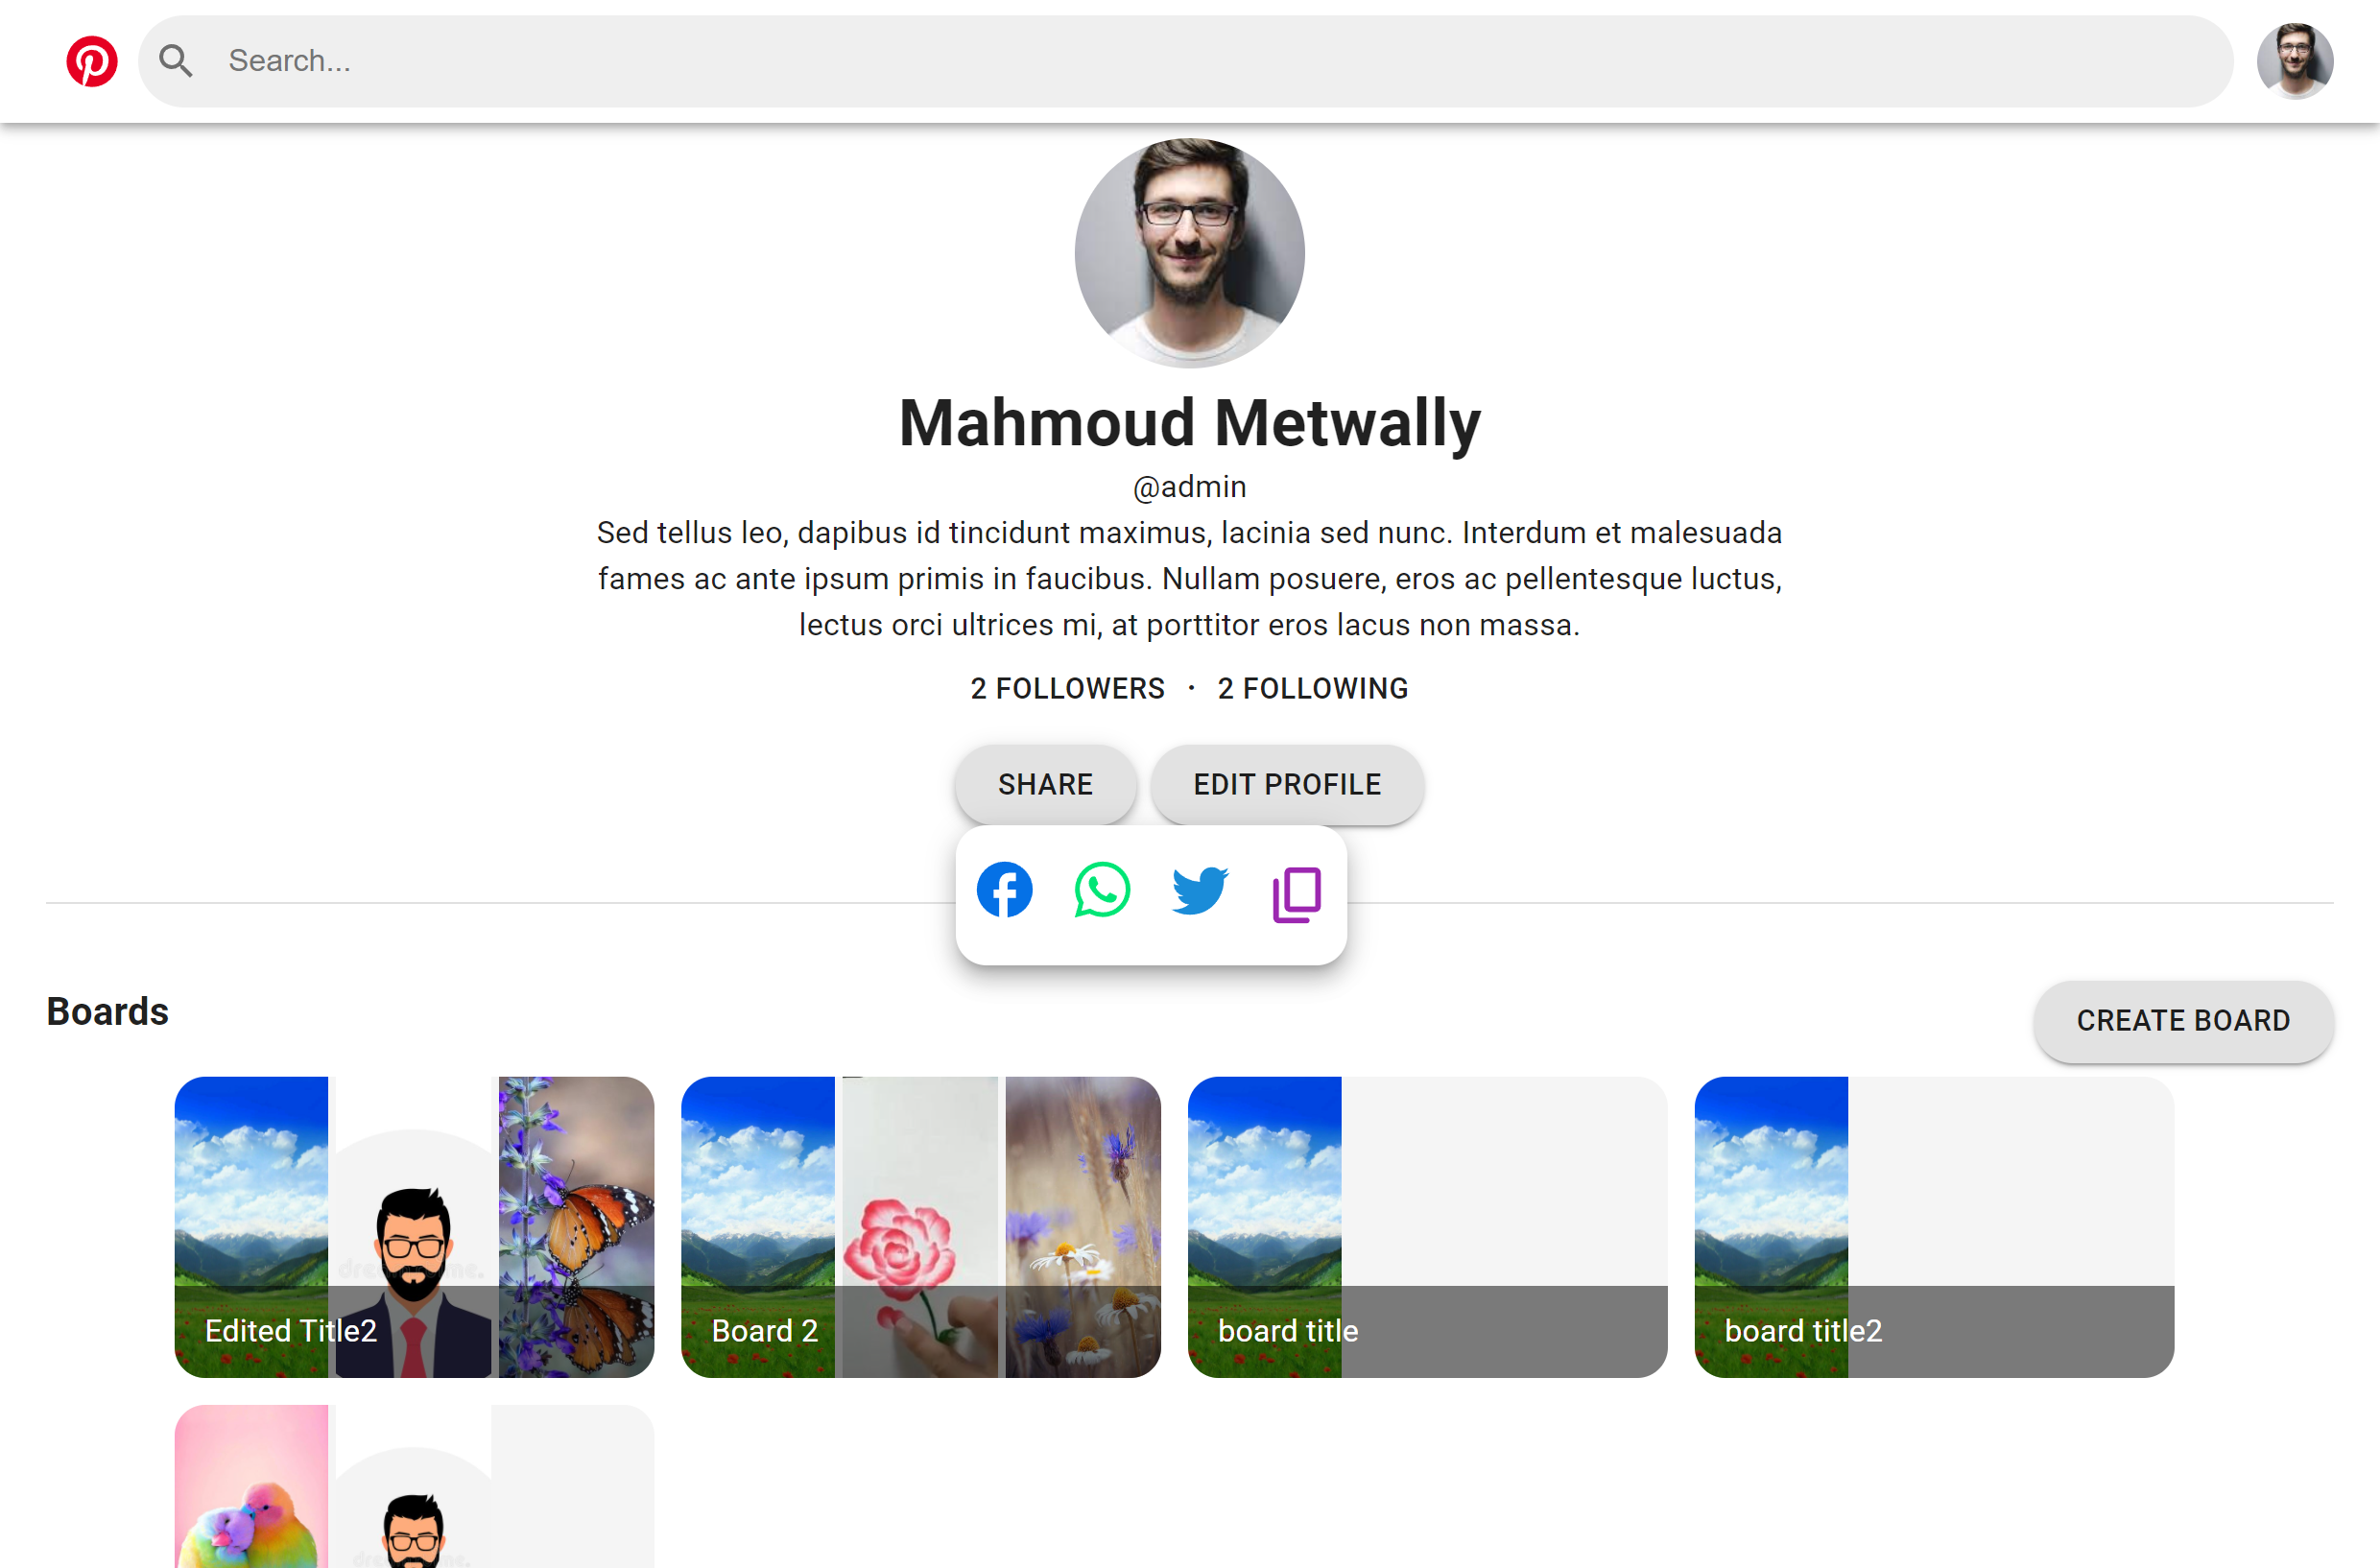 Search...
Mahmoud Metwally
@admin
Sed tellus leo, dapibus id tincidunt maximus, lacinia sed nunc. Interdum et malesuada
fames ac ante ipsum primis in faucibus. Nullam posuere, eros ac pellentesque luctus,
lectus orci ultrices mi, at porttitor eros lacus non massa.
2 FOLLOWERS · 2 FOLLOWING
SHARE EDIT PROFILE
Boards
CREATE BOARD
Edited Title2
Board 2
board title
board title2